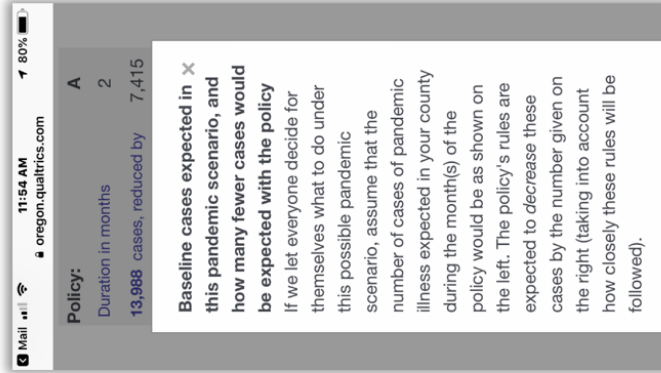 Mail 11:54 AM 80%
oregon.qualtrics.com
Policy: A
Duration in months 2
13,988 cases, reduced by 7,415
Baseline cases expected in ×
this pandemic scenario, and
how many fewer cases would
be expected with the policy
If we let everyone decide for
themselves what to do under
this possible pandemic
scenario, assume that the
number of cases of pandemic
illness expected in your county
during the month(s) of the
policy would be as shown on
the left. The policy's rules are
expected to decrease these
cases by the number given on
the right (taking into account
how closely these rules will be
followed).